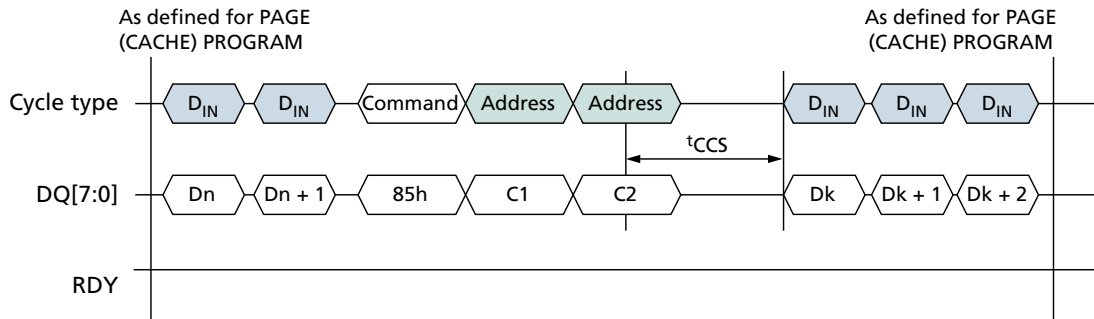 As defined for PAGE
(CACHE) PROGRAM
As defined for PAGE
(CACHE) PROGRAM
Cycle type
DIN
DIN
Command
Address
Address
DIN
DIN
DIN
tCCS
DQ[7:0]
Dn
Dn + 1
85h
C1
C2
Dk
Dk + 1
Dk + 2
RDY